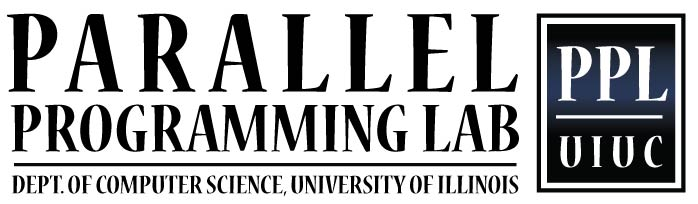 PARALLEL
PROGRAMMING LAB
DEPT. OF COMPUTER SCIENCE, UNIVERSITY OF ILLINOIS
PPL
UIUC